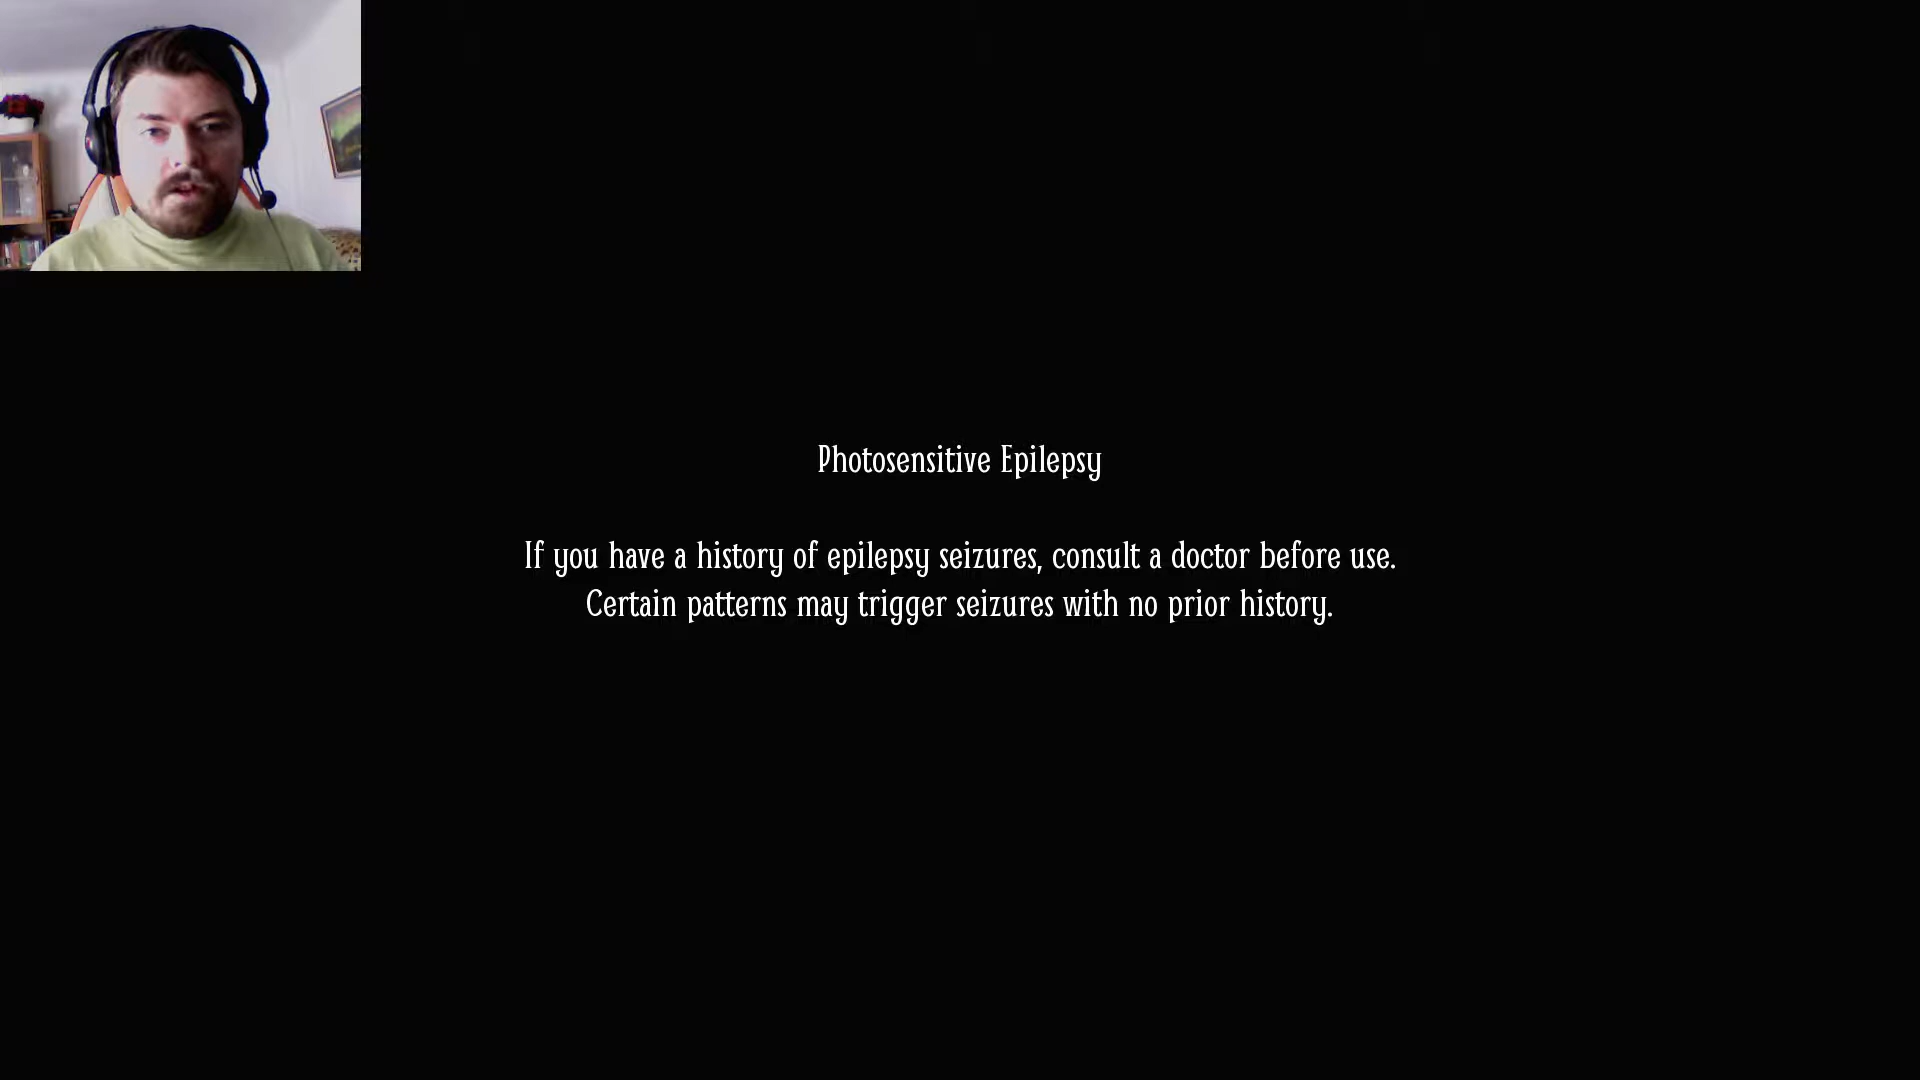 Photosensitive Epilepsy
If you have a history of epilepsy seizures, consult a doctor before use.
Certain patterns may trigger seizures with no prior history.